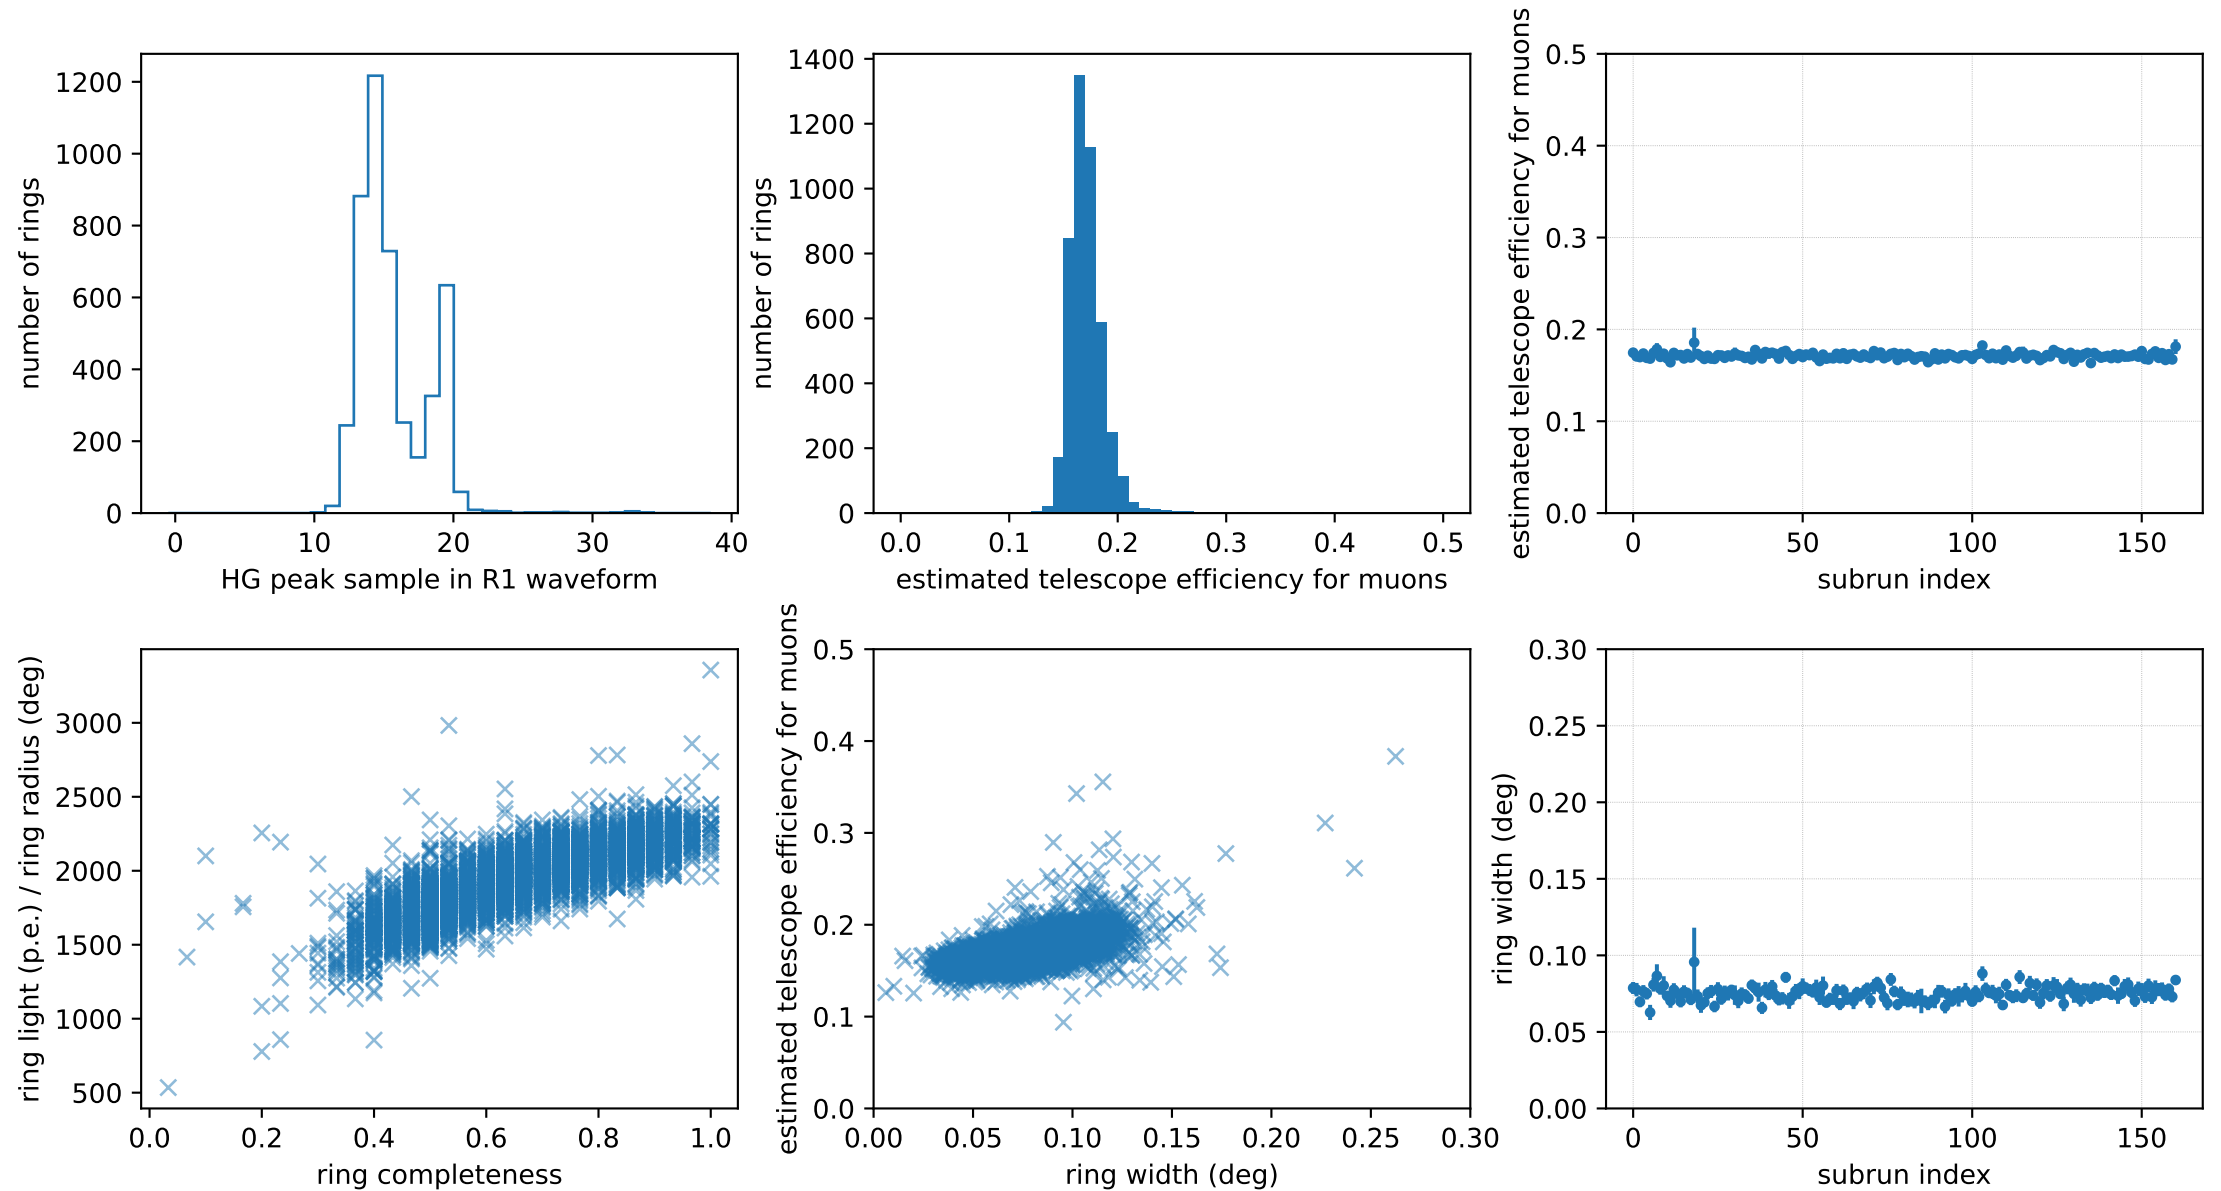 number of rings
1200
1000
800
600
400
200
0
0 10 20 30 40
HG peak sample in R1 waveform
number of rings
1400
1200
1000
800
600
400
200
0
0.0 0.1 0.2 0.3 0.4 0.5
estimated telescope efficiency for muons
estimated telescope efficiency for muons
0.5
0.4
0.3
0.2
0.1
0.0
0 50 100 150
subrun index
ring light (p.e.) / ring radius (deg)
3000
2500
2000
1500
1000
500
0.0 0.2 0.4 0.6 0.8 1.0
ring completeness
estimated telescope efficiency for muons
0.5
0.4
0.3
0.2
0.1
0.0
0.00 0.05 0.10 0.15 0.20 0.25 0.30
ring width (deg)
ring width (deg)
0.30
0.25
0.20
0.15
0.10
0.05
0.00
0 50 100 150
subrun index